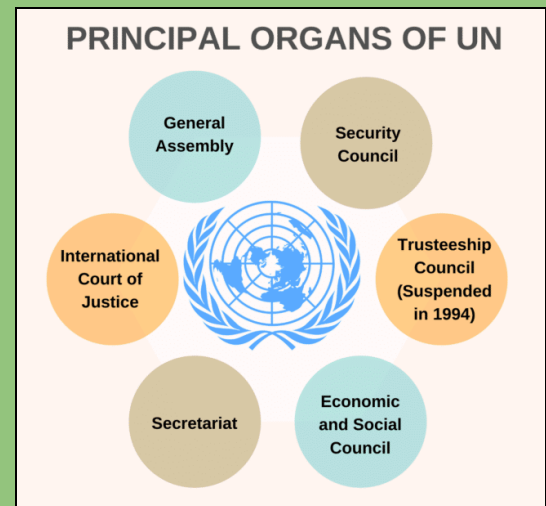 PRINCIPAL ORGANS OF UN
General
Assembly
Security
Council
International
Court of
Justice
Trusteeship
Council
(Suspended
in 1994)
Secretariat
Economic
and Social
Council